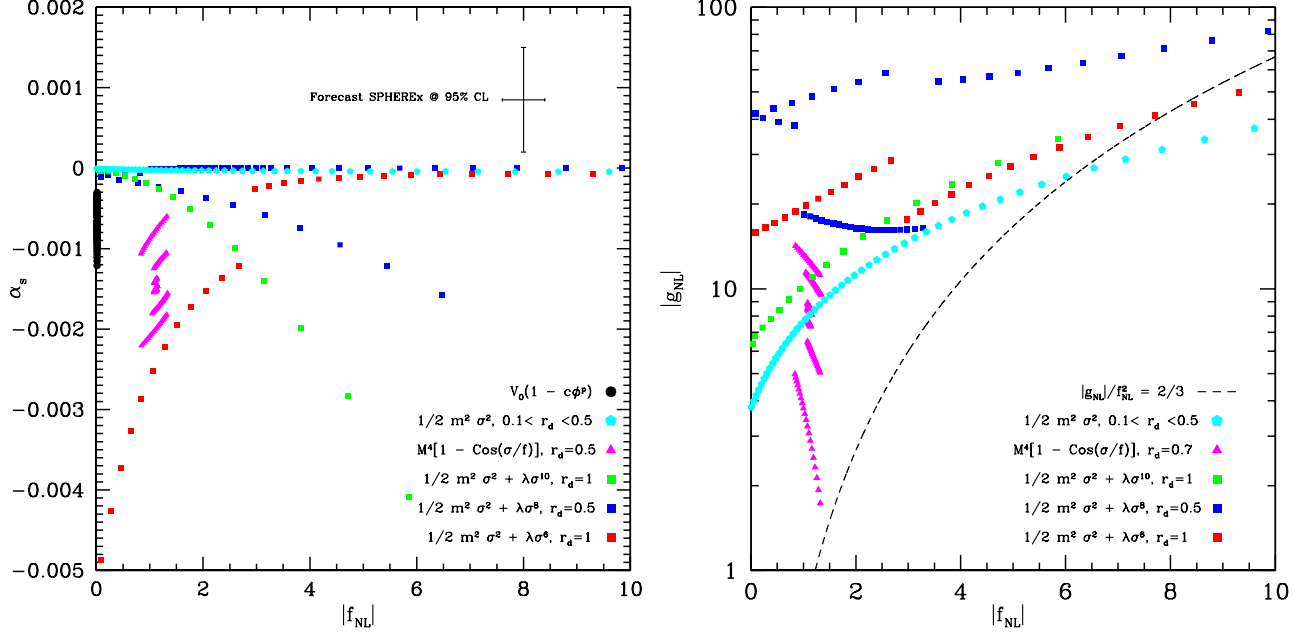 0.002
0.001
0
−0.001
−0.002
−0.003
−0.004
−0.005
α_s
Forecast SPHEREx @ 95% CL
V₀(1 − cϕᵖ)
1/2 m² σ², 0.1< r_d <0.5
M⁴[1 − Cos(σ/f)], r_d=0.5
1/2 m² σ² + λσ¹⁰, r_d=1
1/2 m² σ² + λσ⁸, r_d=0.5
1/2 m² σ² + λσ⁶, r_d=1
0 2 4 6 8 10
|f_NL|
100
10
1
|g_NL|
|g_NL|/f²_NL = 2/3
1/2 m² σ², 0.1< r_d <0.5
M⁴[1 − Cos(σ/f)], r_d=0.7
1/2 m² σ² + λσ¹⁰, r_d=1
1/2 m² σ² + λσ⁸, r_d=0.5
1/2 m² σ² + λσ⁶, r_d=1
0 2 4 6 8 10
|f_NL|